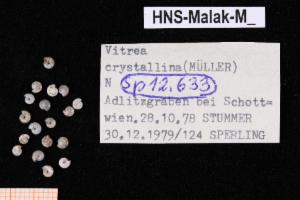 HNS-Malak-M_
Vitrea
crystallina(MÜLLER)
N Sp12.633
Adlitzgraben bei Schott=
wien,28.10.78 STUMMER
30.12.1979/124 SPERLING